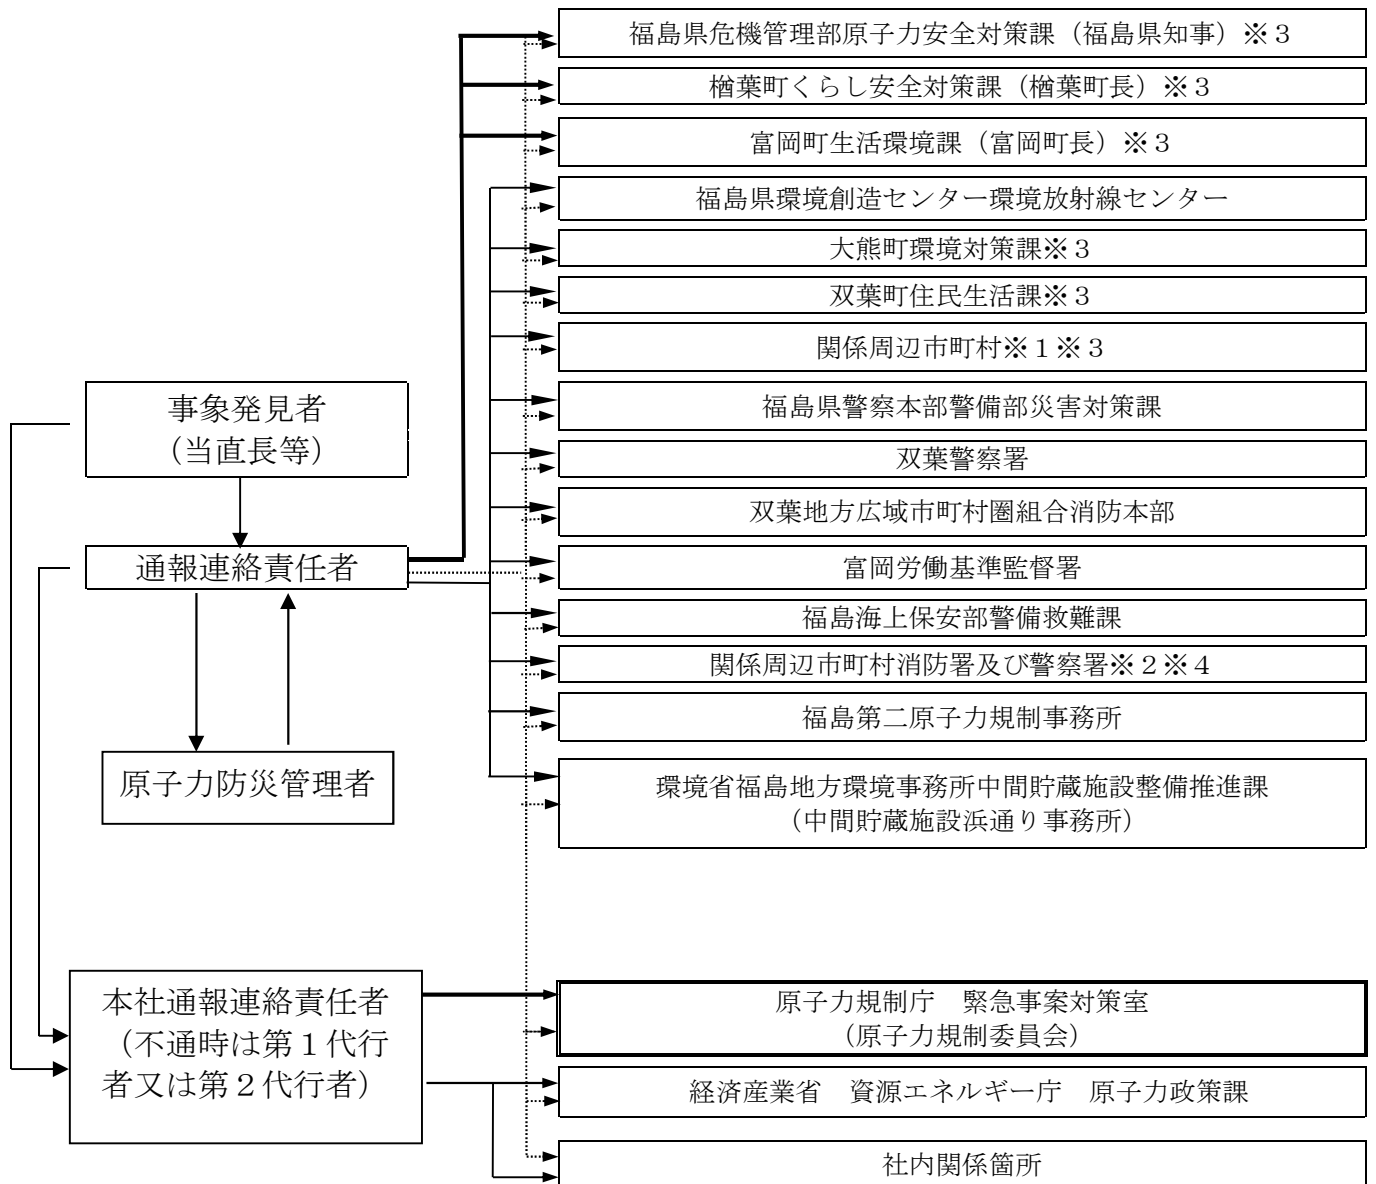 福島県危機管理部原子力安全対策課（福島県知事）※３
楢葉町くらし安全対策課（楢葉町長）※３
富岡町生活環境課（富岡町長）※３
福島県環境創造センター環境放射線センター
大熊町環境対策課※３
双葉町住民生活課※３
関係周辺市町村※１※３
福島県警察本部警備部災害対策課
双葉警察署
双葉地方広域市町村圏組合消防本部
富岡労働基準監督署
福島海上保安部警備救難課
関係周辺市町村消防署及び警察署※２※４
福島第二原子力規制事務所
環境省福島地方環境事務所中間貯蔵施設整備推進課
（中間貯蔵施設浜通り事務所）
事象発見者
（当直長等）
通報連絡責任者
原子力防災管理者
本社通報連絡責任者
（不通時は第１代行
者又は第２代行者）
原子力規制庁　緊急事案対策室
（原子力規制委員会）
経済産業省　資源エネルギー庁　原子力政策課
社内関係箇所